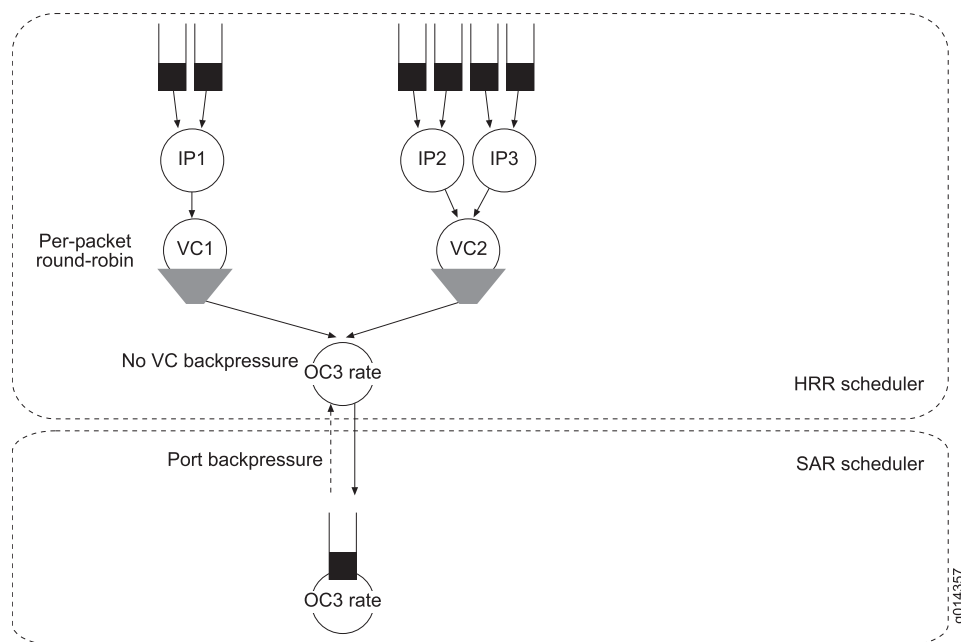 IP1
IP2
IP3
Per-packet
round-robin
VC1
VC2
No VC backpressure
OC3 rate
HRR scheduler
Port backpressure
SAR scheduler
OC3 rate
g014357